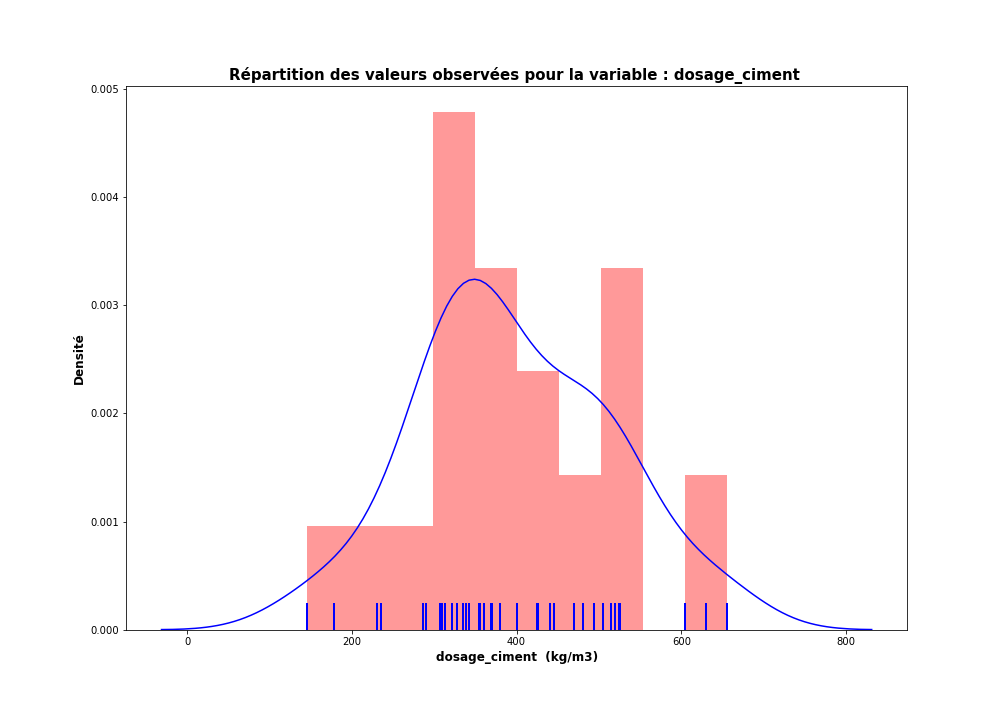 Répartition des valeurs observées pour la variable : dosage_ciment
0.005
0.004
0.003
0.002
0.001
0.000
Densité
0 200 400 600 800
dosage_ciment (kg/m3)